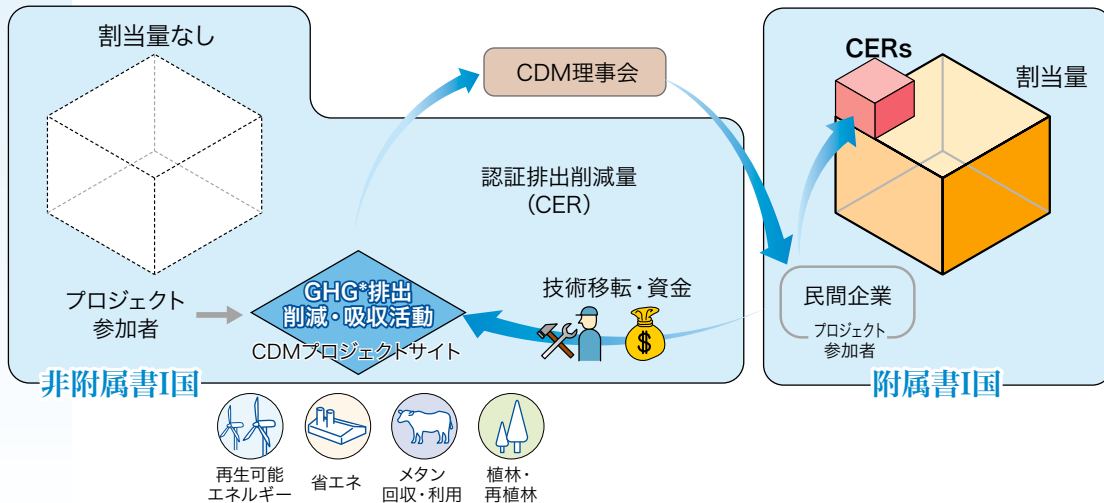 割当量なし
CDM理事会
CERs
割当量
認証排出削減量
（CER）
プロジェクト
参加者
GHG*排出
削減・吸収活動
CDMプロジェクトサイト
技術移転・資金
$
民間企業
プロジェクト
参加者
非附属書I国
附属書I国
再生可能
エネルギー
省エネ
メタン
回収・利用
植林・
再植林